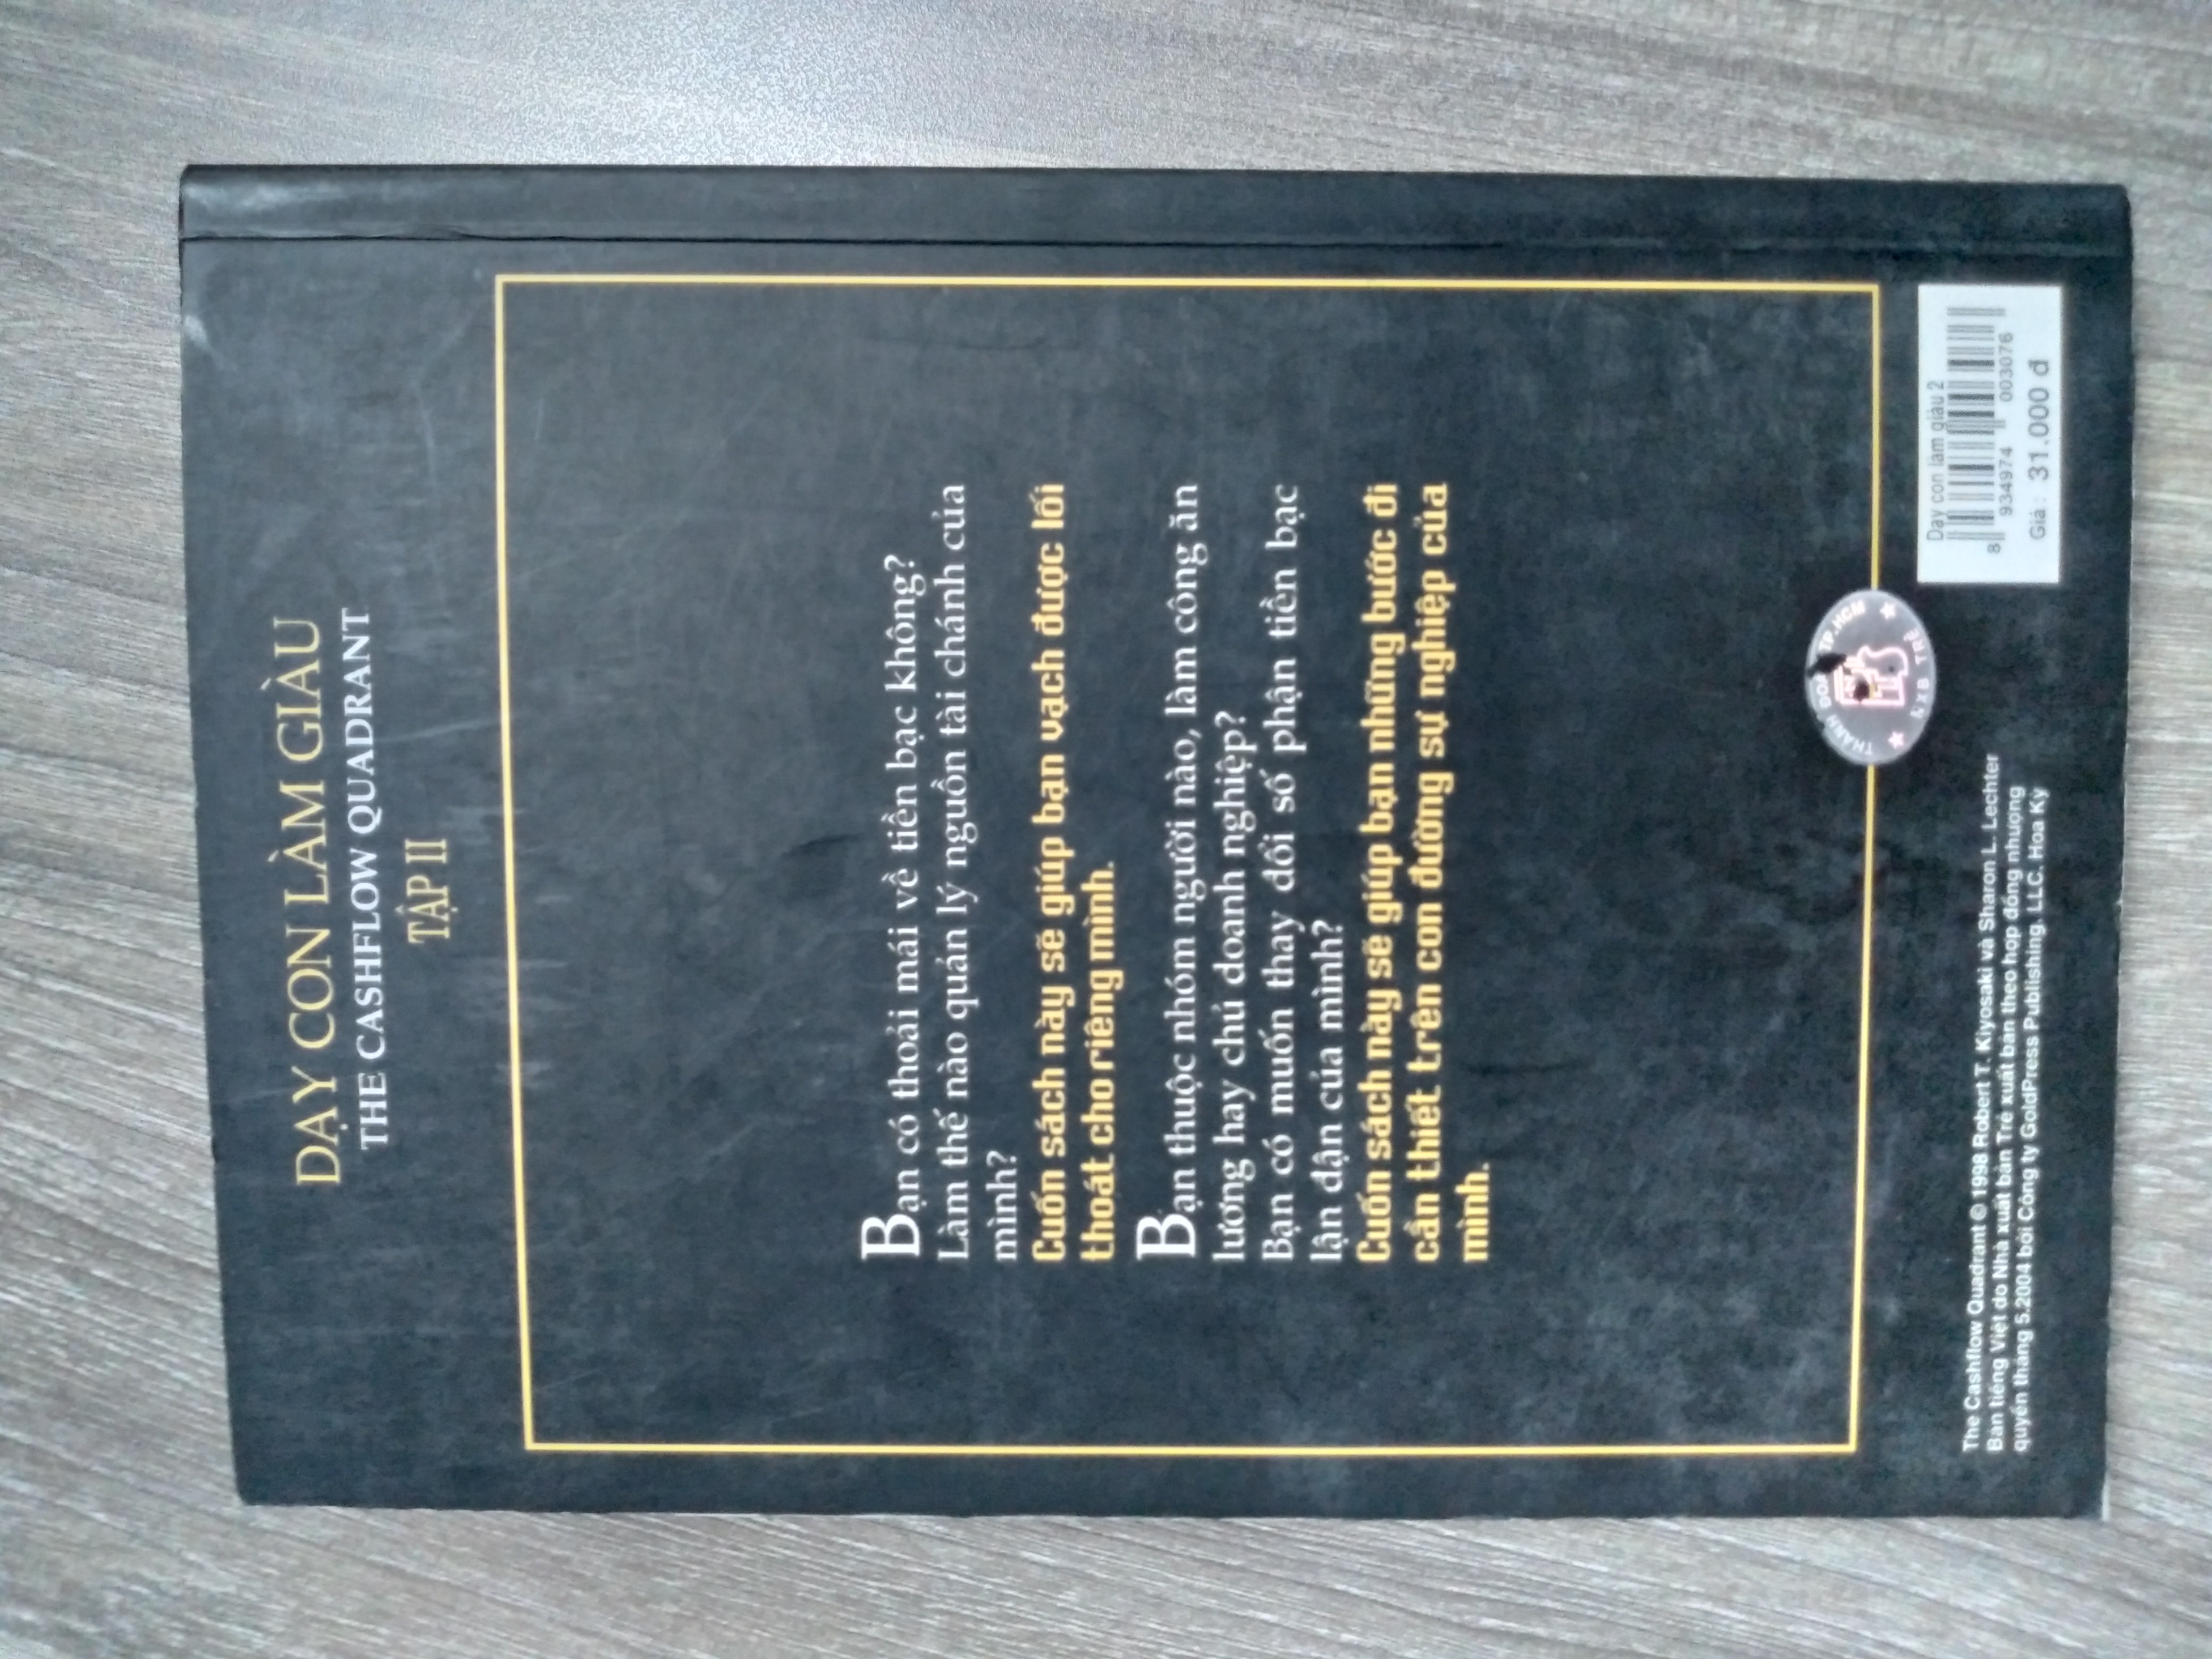 DẠY CON LÀM GIÀU
THE CASHFLOW QUADRANT
TẬP II
Bạn có thoải mái về tiền bạc không?
Làm thế nào quản lý nguồn tài chánh của
mình?
Cuốn sách này sẽ giúp bạn vạch được lối
thoát cho riêng mình.
Bạn thuộc nhóm người nào, làm công ăn
lương hay chủ doanh nghiệp?
Bạn có muốn thay đổi số phận tiền bạc
lận đận của mình?
Cuốn sách này sẽ giúp bạn những bước đi
cần thiết trên con đường sự nghiệp của
mình.
THÀNH ĐOÀN TP.HCM
NXB TRẺ
The Cashflow Quadrant © 1998 Robert T. Kiyosaki và Sharon L. Lechter
Bản tiếng Việt do Nhà xuất bản Trẻ xuất bản theo hợp đồng nhượng
quyền tháng 5.2004 bởi Công ty GoldPress Publishing, LLC. Hoa Kỳ
Dạy con làm giàu 2
8 934974 003076
Giá : 31.000 đ